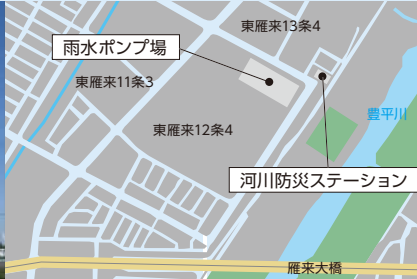 東雁来13条4
雨水ポンプ場
東雁来11条3
東雁来12条4
豊平川
河川防災ステーション
雁来大橋